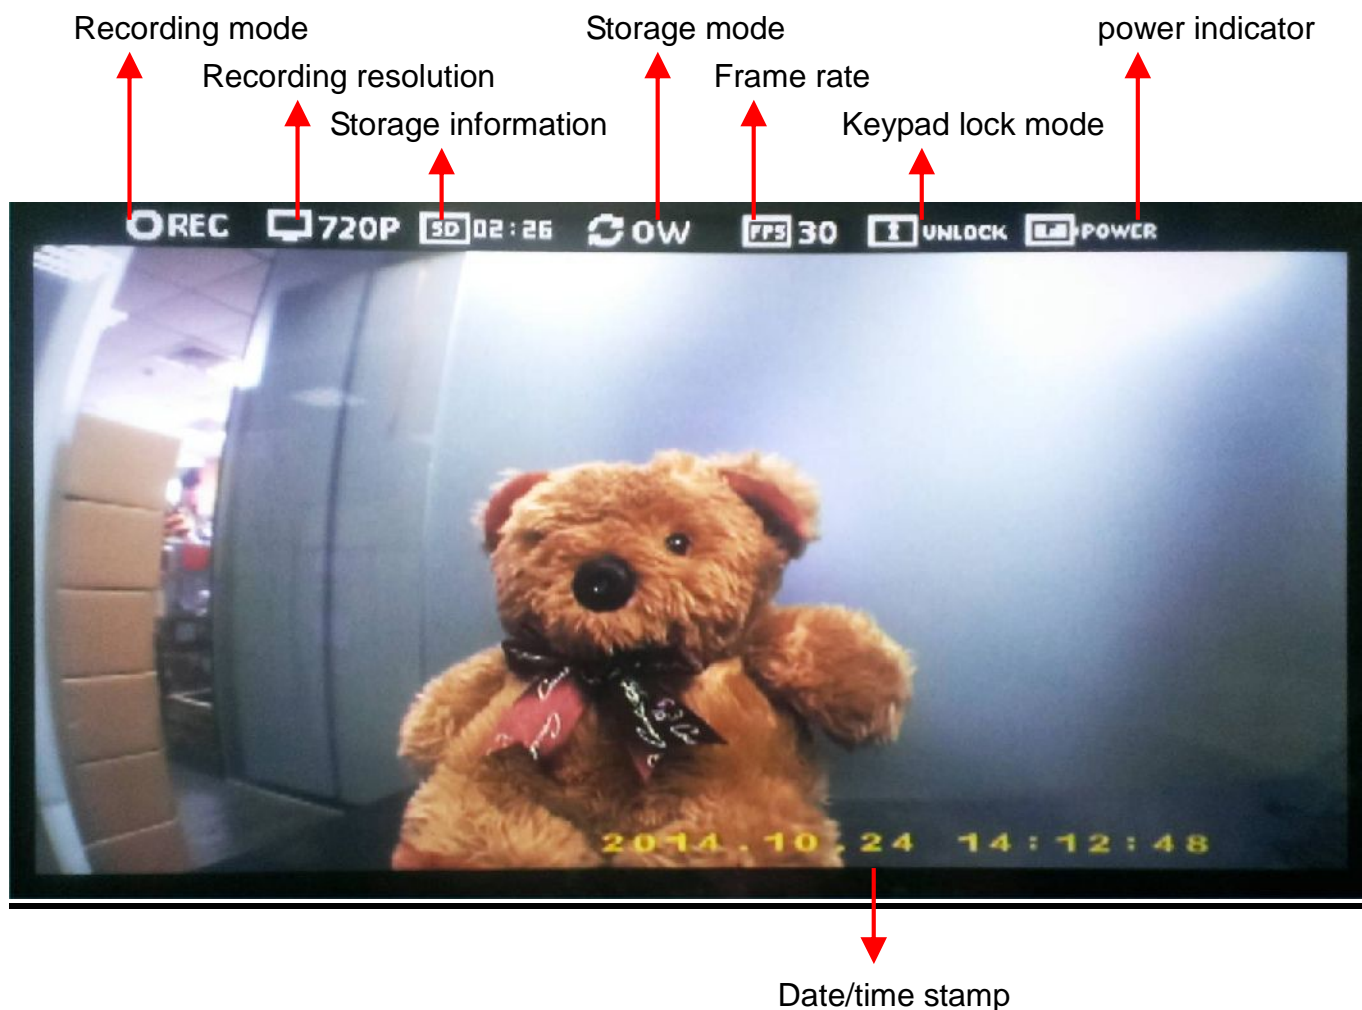 Recording mode
Storage mode
power indicator
Recording resolution
Frame rate
Storage information
Keypad lock mode
REC 720P SD 02:26 OW FPS 30 UNLOCK POWER
2014.10.24 14:12:48
Date/time stamp